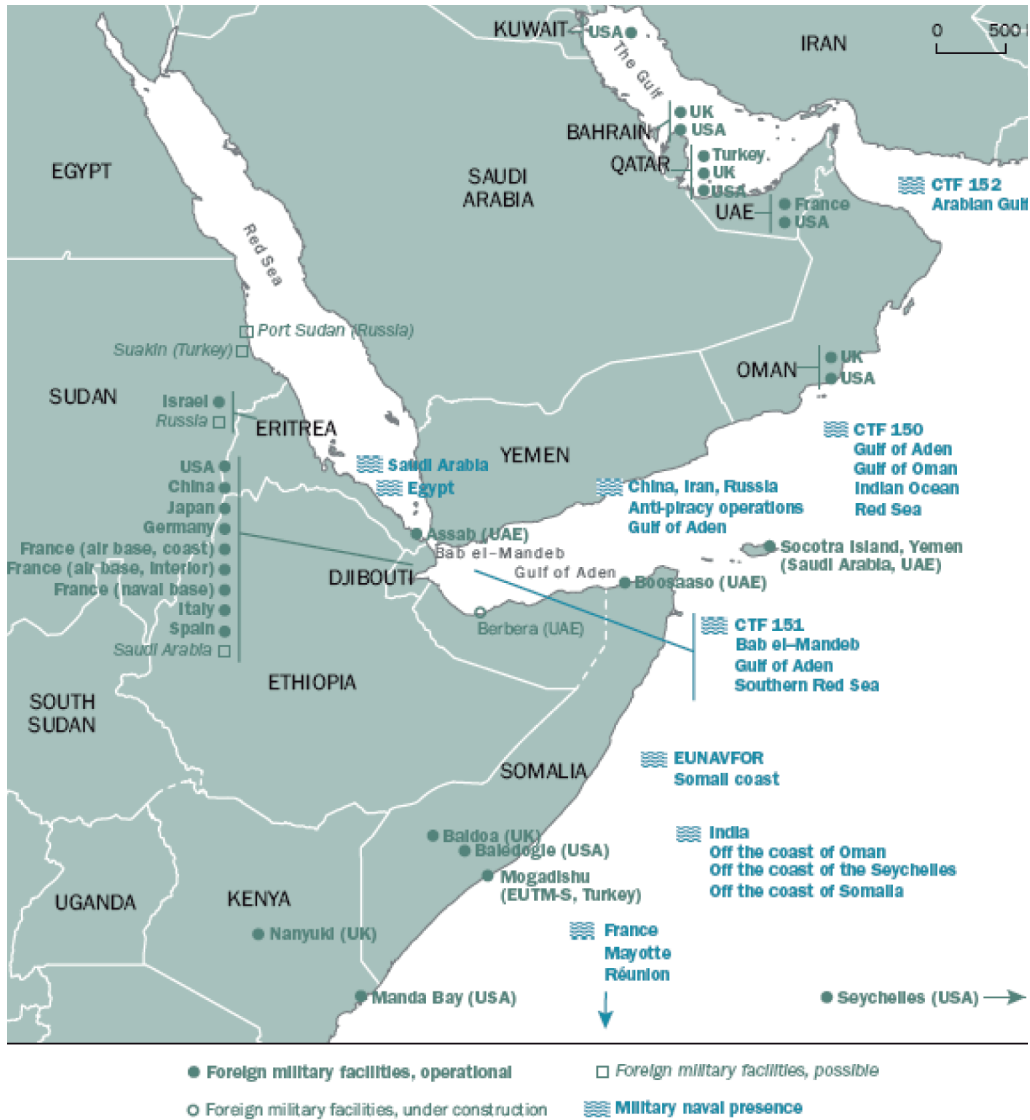 KUWAIT
USA
IRAN
0 500
The Gulf
UK
BAHRAIN
USA
QATAR
Turkey
UK
USA
EGYPT
SAUDI
ARABIA
CTF 152
Arabian Gulf
UAE
France
USA
Red Sea
Port Sudan (Russia)
Suakin (Turkey)
OMAN
UK
USA
SUDAN
Israel
Russia
ERITREA
YEMEN
CTF 150
Gulf of Aden
Gulf of Oman
Indian Ocean
Red Sea
Saudi Arabia
Egypt
China, Iran, Russia
Anti-piracy operations
Gulf of Aden
USA
China
Japan
Germany
France (air base, coast)
France (air base, interior)
France (naval base)
Italy
Spain
Saudi Arabia
Assab (UAE)
Bab el-Mandeb
Gulf of Aden
DJIBOUTI
Socotra Island, Yemen
(Saudi Arabia, UAE)
Boosaaso (UAE)
Berbera (UAE)
CTF 151
Bab el-Mandeb
Gulf of Aden
Southern Red Sea
ETHIOPIA
SOUTH
SUDAN
EUNAVFOR
Somali coast
SOMALIA
India
Off the coast of Oman
Off the coast of the Seychelles
Off the coast of Somalia
Baidoa (UK)
Baledogle (USA)
Mogadishu
(EUTM-S, Turkey)
UGANDA
KENYA
Nanyuki (UK)
France
Mayotte
Réunion
Manda Bay (USA)
Seychelles (USA)
Foreign military facilities, operational
Foreign military facilities, possible
Foreign military facilities, under construction
Military naval presence